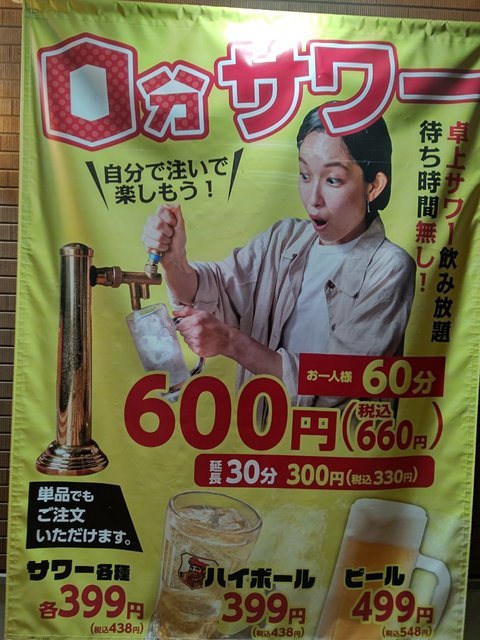 0分サワー
自分で注いで
楽しもう!
卓上サワー飲み放題
待ち時間無し!
お一人様 60分
600円(税込660円)
延長30分 300円(税込330円)
単品でも
ご注文
いただけます。
サワー各種
各399円
(税込438円)
ハイボール
399円
(税込438円)
ビール
499円
(税込548円)